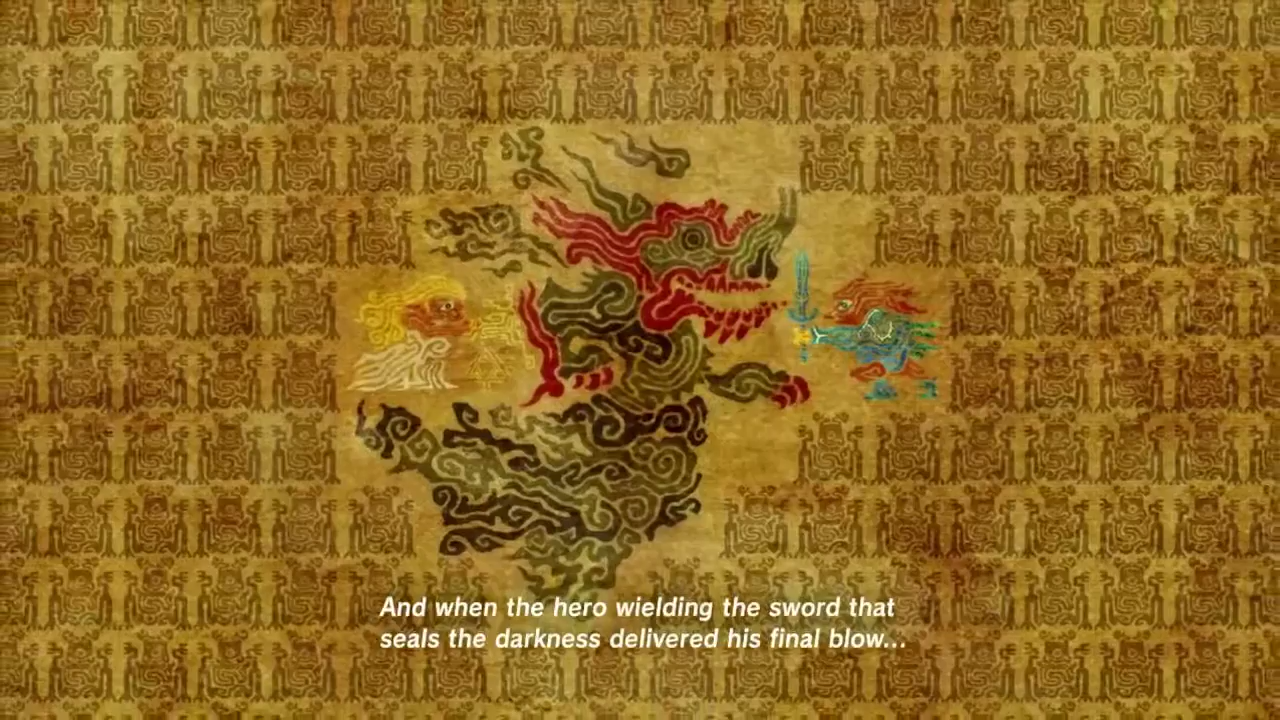 And when the hero wielding the sword that
seals the darkness delivered his final blow...